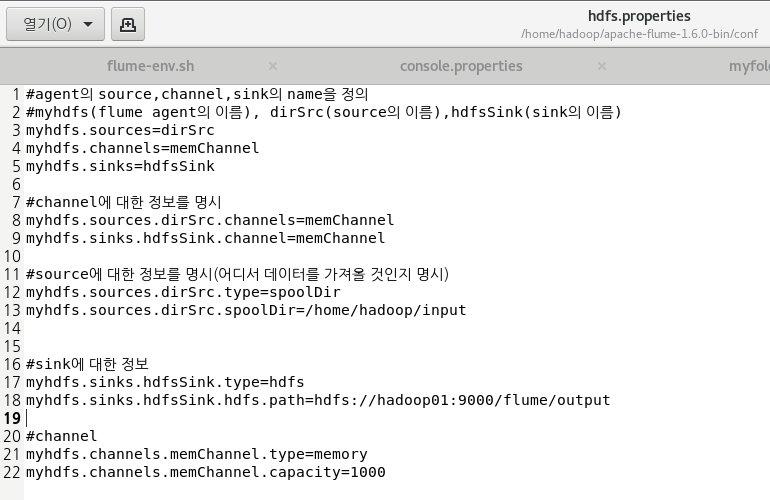 열기(O)
hdfs.properties
/home/hadoop/apache-flume-1.6.0-bin/conf
flume-env.sh × console.properties ×
1 #agent의 source,channel,sink의 name을 정의
2 #myhdfs(flume agent의 이름), dirSrc(source의 이름),hdfsSink(sink의 이름)
3 myhdfs.sources=dirSrc
4 myhdfs.channels=memChannel
5 myhdfs.sinks=hdfsSink
6
7 #channel에 대한 정보를 명시
8 myhdfs.sources.dirSrc.channels=memChannel
9 myhdfs.sinks.hdfsSink.channel=memChannel
10
11 #source에 대한 정보를 명시(어디서 데이터를 가져올 것인지 명시)
12 myhdfs.sources.dirSrc.type=spoolDir
13 myhdfs.sources.dirSrc.spoolDir=/home/hadoop/input
14
15
16 #sink에 대한 정보
17 myhdfs.sinks.hdfsSink.type=hdfs
18 myhdfs.sinks.hdfsSink.hdfs.path=hdfs://hadoop01:9000/flume/output
19
20 #channel
21 myhdfs.channels.memChannel.type=memory
22 myhdfs.channels.memChannel.capacity=1000